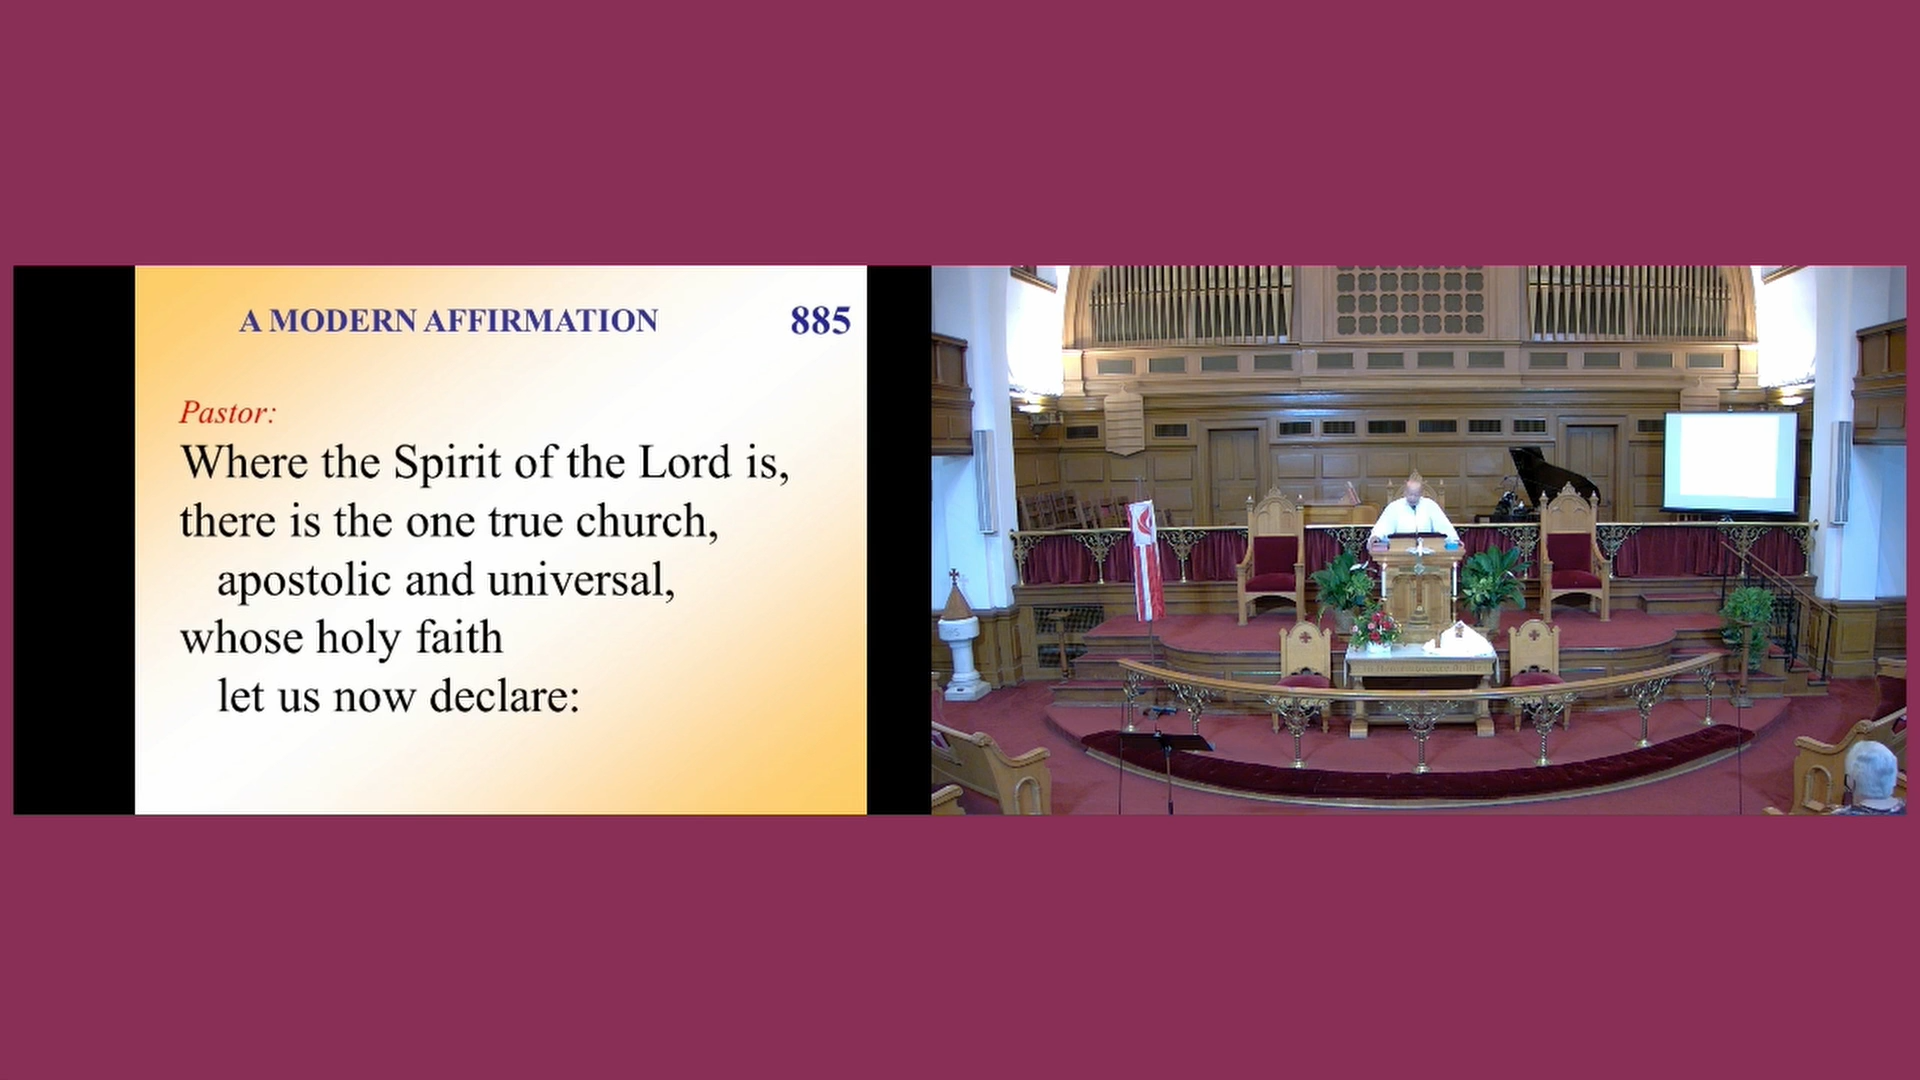 A MODERN AFFIRMATION 885
Pastor:
Where the Spirit of the Lord is,
there is the one true church,
apostolic and universal,
whose holy faith
let us now declare: